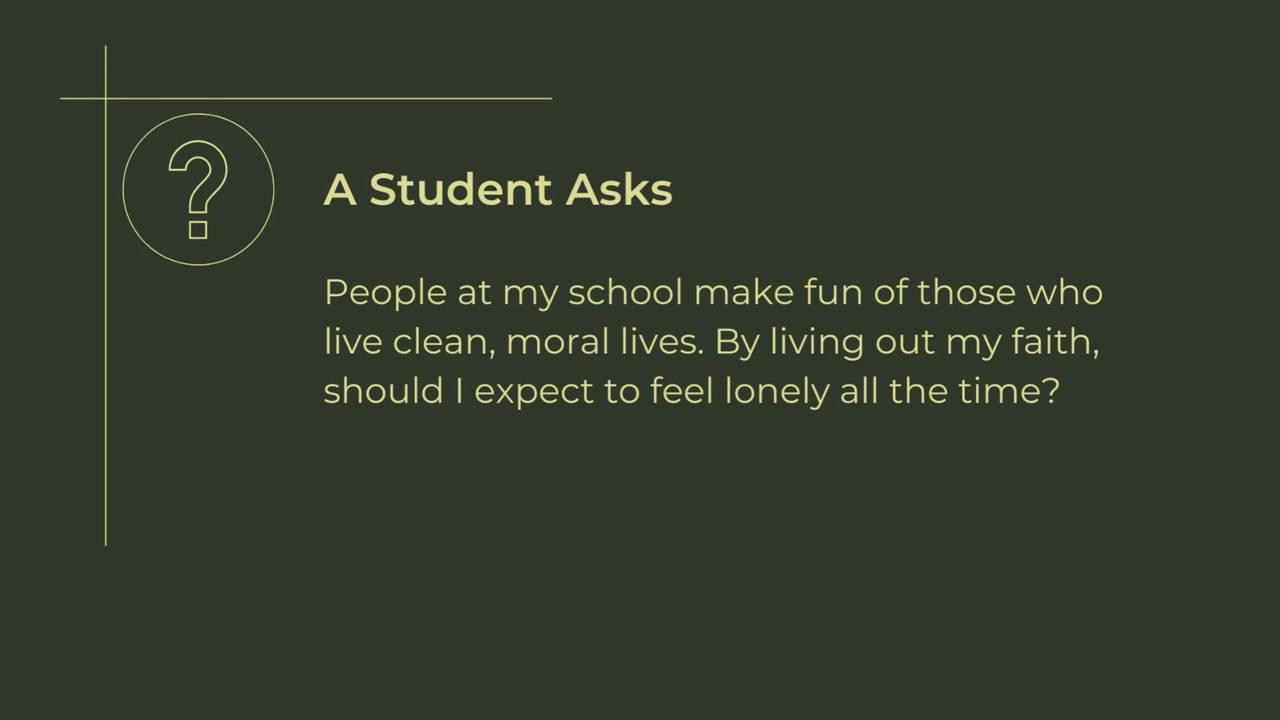 ?
A Student Asks
People at my school make fun of those who
live clean, moral lives. By living out my faith,
should I expect to feel lonely all the time?